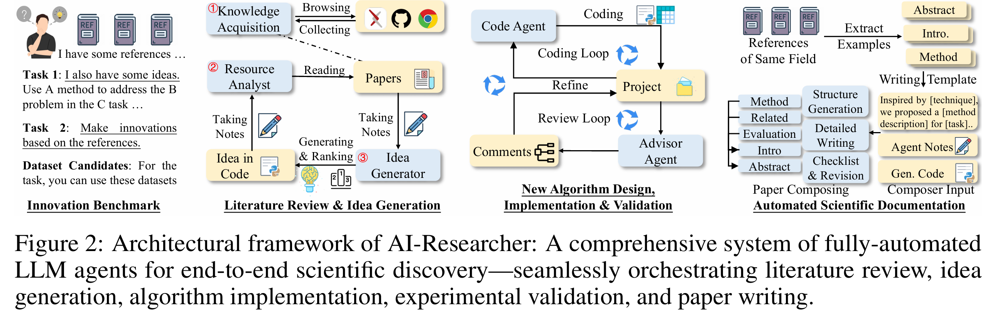 ?
REF REF REF
I have some references …
Task 1: I also have some ideas.
Use A method to address the B
problem in the C task …
Task 2: Make innovations
based on the references.
Dataset Candidates: For the
task, you can use these datasets
Innovation Benchmark
①Knowledge
Acquisition
Browsing
Collecting
② Resource
Analyst
Reading
Papers
$
Taking
Notes
Taking
Notes
Generating
& Ranking
Idea in
Code
2 1 3
③ Idea
Generator
Literature Review & Idea Generation
Code Agent
Coding
Coding Loop
Project
Refine
Review Loop
Comments
Advisor
Agent
New Algorithm Design,
Implementation & Validation
REF REF REF
References
of Same Field
Extract
Examples
Abstract
Intro.
Method
Writing Template
Method
Related
Evaluation
Intro
Abstract
Structure
Generation
Detailed
Writing
Checklist
& Revision
Paper Composing
Inspired by [technique],
we proposed a [method
description] for [task]..
Agent Notes
Gen. Code
Composer Input
Automated Scientific Documentation
Figure 2: Architectural framework of AI-Researcher: A comprehensive system of fully-automated
LLM agents for end-to-end scientific discovery—seamlessly orchestrating literature review, idea
generation, algorithm implementation, experimental validation, and paper writing.